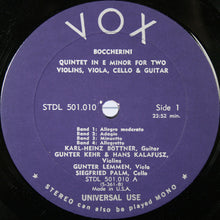 VOX
BOCCHERINI
QUINTET IN E MINOR FOR TWO
VIOLINS, VIOLA, CELLO & GUITAR
STDL 501.010
Side 1
23:52 min.
Band 1: Allegro moderato
Band 2: Adagio
Band 3: Minuetto
Band 4: Allegretto
KARL-HEINZ BÖTTNER, Guitar
GUNTER KEHR & HANS KALAFUSZ,
Violins
GUNTER LEMMEN, Viola
SIEGFRIED PALM, Cello
STDL 501.010 A
(S-361-B)
Made in U.S.A.
UNIVERSAL USE
STEREO can also be played MONO